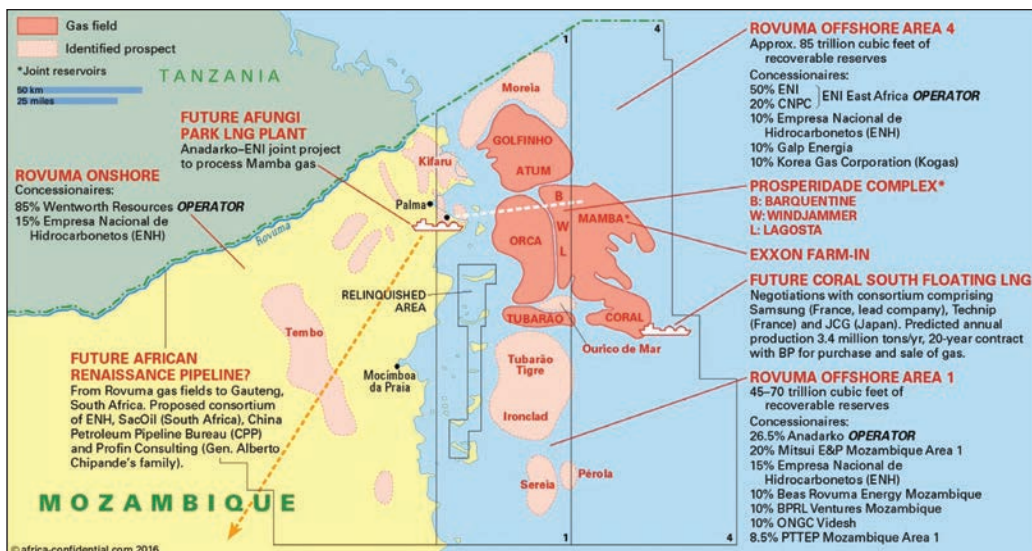 Gas field
Identified prospect
*Joint reservoirs
50 km
25 miles
TANZANIA
FUTURE AFUNGI
PARK LNG PLANT
Anadarko–ENI joint project
to process Mamba gas
ROVUMA ONSHORE
Concessionaires:
85% Wentworth Resources OPERATOR
15% Empresa Nacional de
Hidrocarbonetos (ENH)
Rovuma
Palma
Kifaru
RELINQUISHED
AREA
Tembo
Mocímboa
da Praia
FUTURE AFRICAN
RENAISSANCE PIPELINE?
From Rovuma gas fields to Gauteng,
South Africa. Proposed consortium
of ENH, SacOil (South Africa), China
Petroleum Pipeline Bureau (CPP)
and Profin Consulting (Gen. Alberto
Chipande's family).
MOZAMBIQUE
© africa-confidential.com 2016
1
4
Moreia
GOLFINHO
ATUM
B
W
L
MAMBA*
ORCA
TUBARÃO
CORAL
Ourico de Mar
Tubarão
Tigre
Ironclad
Sereia
Pérola
1
4
ROVUMA OFFSHORE AREA 4
Approx. 85 trillion cubic feet of
recoverable reserves
Concessionaires:
50% ENI
20% CNPC
ENI East Africa OPERATOR
10% Empresa Nacional de
Hidrocarbonetos (ENH)
10% Galp Energia
10% Korea Gas Corporation (Kogas)
PROSPERIDADE COMPLEX*
B: BARQUENTINE
W: WINDJAMMER
L: LAGOSTA
EXXON FARM-IN
FUTURE CORAL SOUTH FLOATING LNG
Negotiations with consortium comprising
Samsung (France, lead company), Technip
(France) and JCG (Japan). Predicted annual
production 3.4 million tons/yr, 20-year contract
with BP for purchase and sale of gas.
ROVUMA OFFSHORE AREA 1
45–70 trillion cubic feet of
recoverable reserves
Concessionaires:
26.5% Anadarko OPERATOR
20% Mitsui E&P Mozambique Area 1
15% Empresa Nacional de
Hidrocarbonetos (ENH)
10% Beas Rovuma Energy Mozambique
10% BPRL Ventures Mozambique
10% ONGC Videsh
8.5% PTTEP Mozambique Area 1